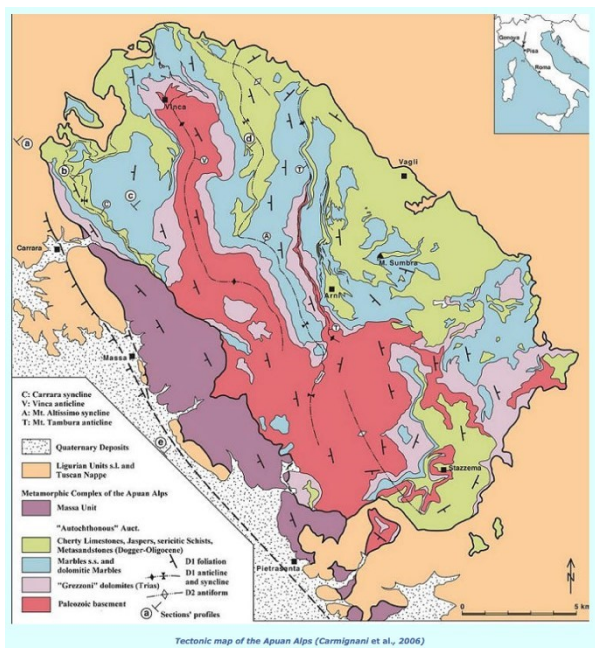 Genova
Pisa
Roma
Vinca
a
d
b
V
T
Vagli
C
c
A
Carrara
M. Sumbra
Arni
T
Massa
C: Carrara syncline
V: Vinca anticline
A: Mt. Altissimo syncline
T: Mt. Tambura anticline
e
Quaternary Deposits
Ligurian Units s.l. and
Tuscan Nappe
Stazzema
Metamorphic Complex of the Apuan Alps
Massa Unit
"Autochthonous" Auct.
Cherty Limestones, Jaspers, sericitic Schists,
Metasandstones (Dogger-Oligocene)
Marbles s.s. and
dolomitic Marbles
"Grezzoni" dolomites (Trias)
Paleozoic basement
D1 foliation
D1 anticline
and syncline
D2 antiform
a Sections' profiles
Pietrasanta
N
0 5 km
Tectonic map of the Apuan Alps (Carmignani et al., 2006)